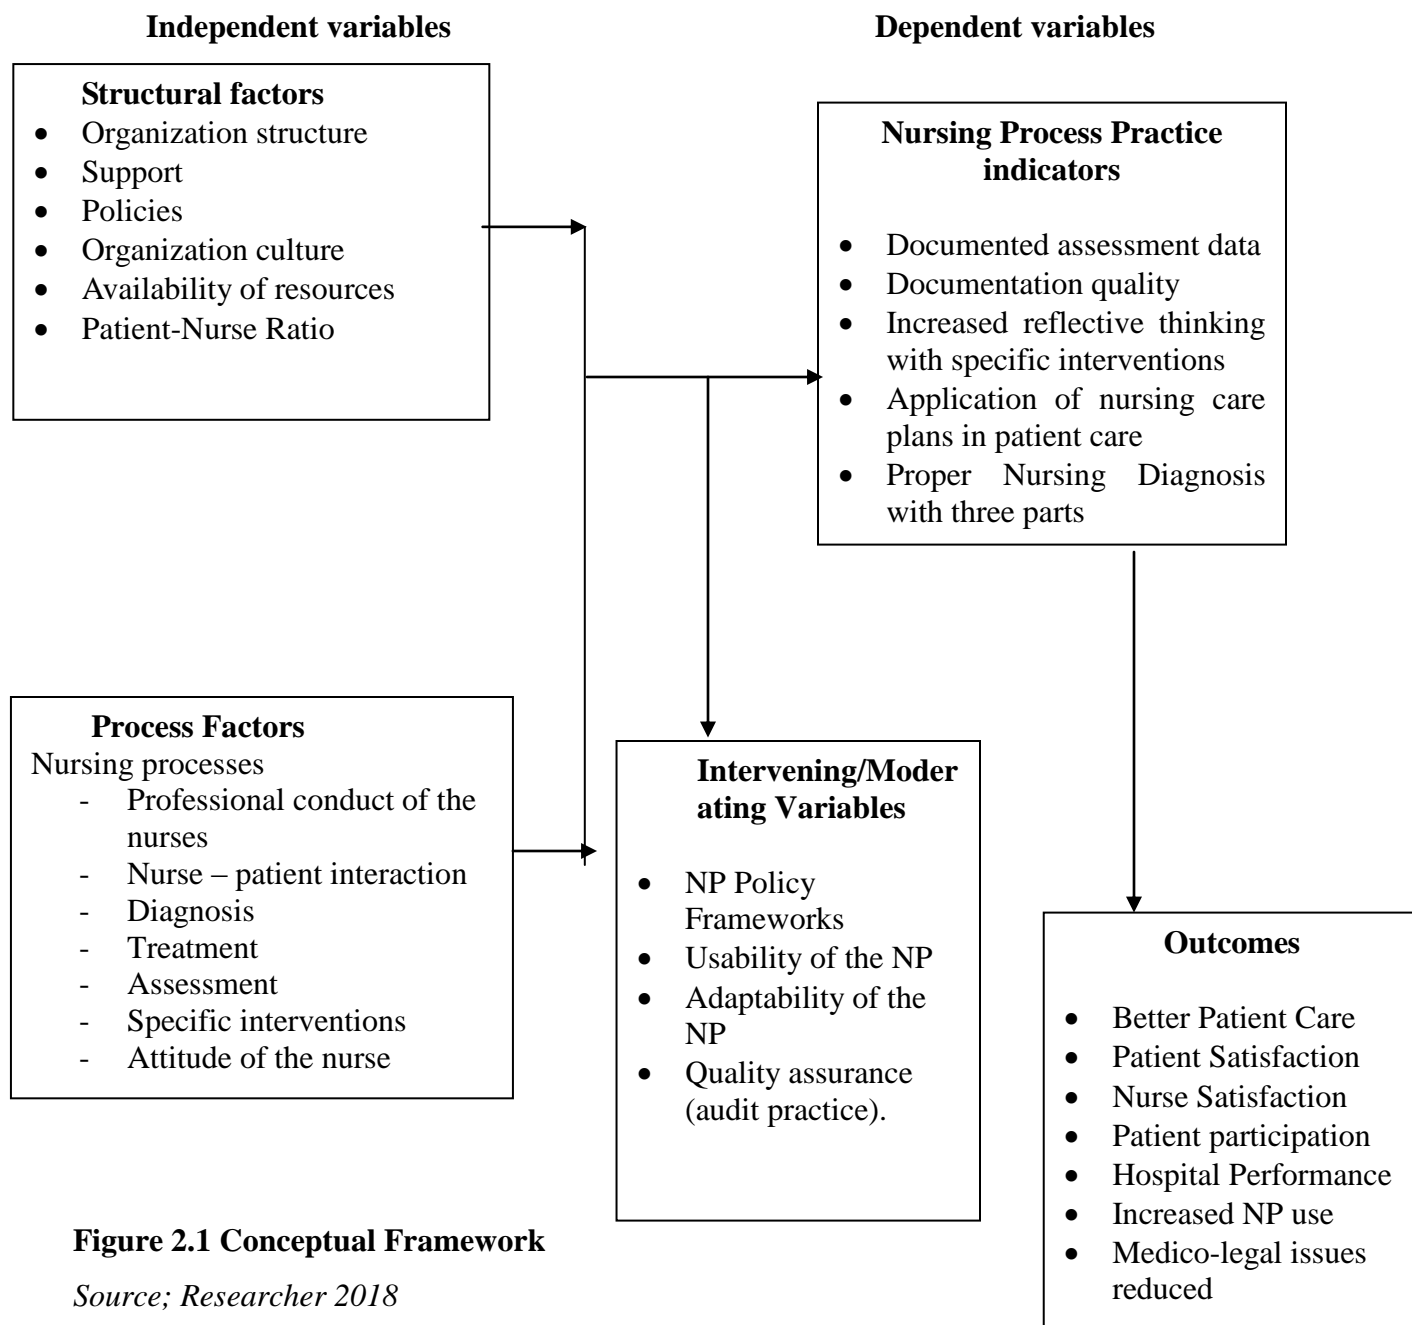 Independent variables
Dependent variables
Structural factors
• Organization structure
• Support
• Policies
• Organization culture
• Availability of resources
• Patient-Nurse Ratio
Nursing Process Practice
indicators
• Documented assessment data
• Documentation quality
• Increased reflective thinking
with specific interventions
• Application of nursing care
plans in patient care
• Proper Nursing Diagnosis
with three parts
Process Factors
Nursing processes
- Professional conduct of the
nurses
- Nurse – patient interaction
- Diagnosis
- Treatment
- Assessment
- Specific interventions
- Attitude of the nurse
Intervening/Moder
ating Variables
• NP Policy
Frameworks
• Usability of the NP
• Adaptability of the
NP
• Quality assurance
(audit practice).
Outcomes
• Better Patient Care
• Patient Satisfaction
• Nurse Satisfaction
• Patient participation
• Hospital Performance
• Increased NP use
• Medico-legal issues
reduced
Figure 2.1 Conceptual Framework
Source; Researcher 2018